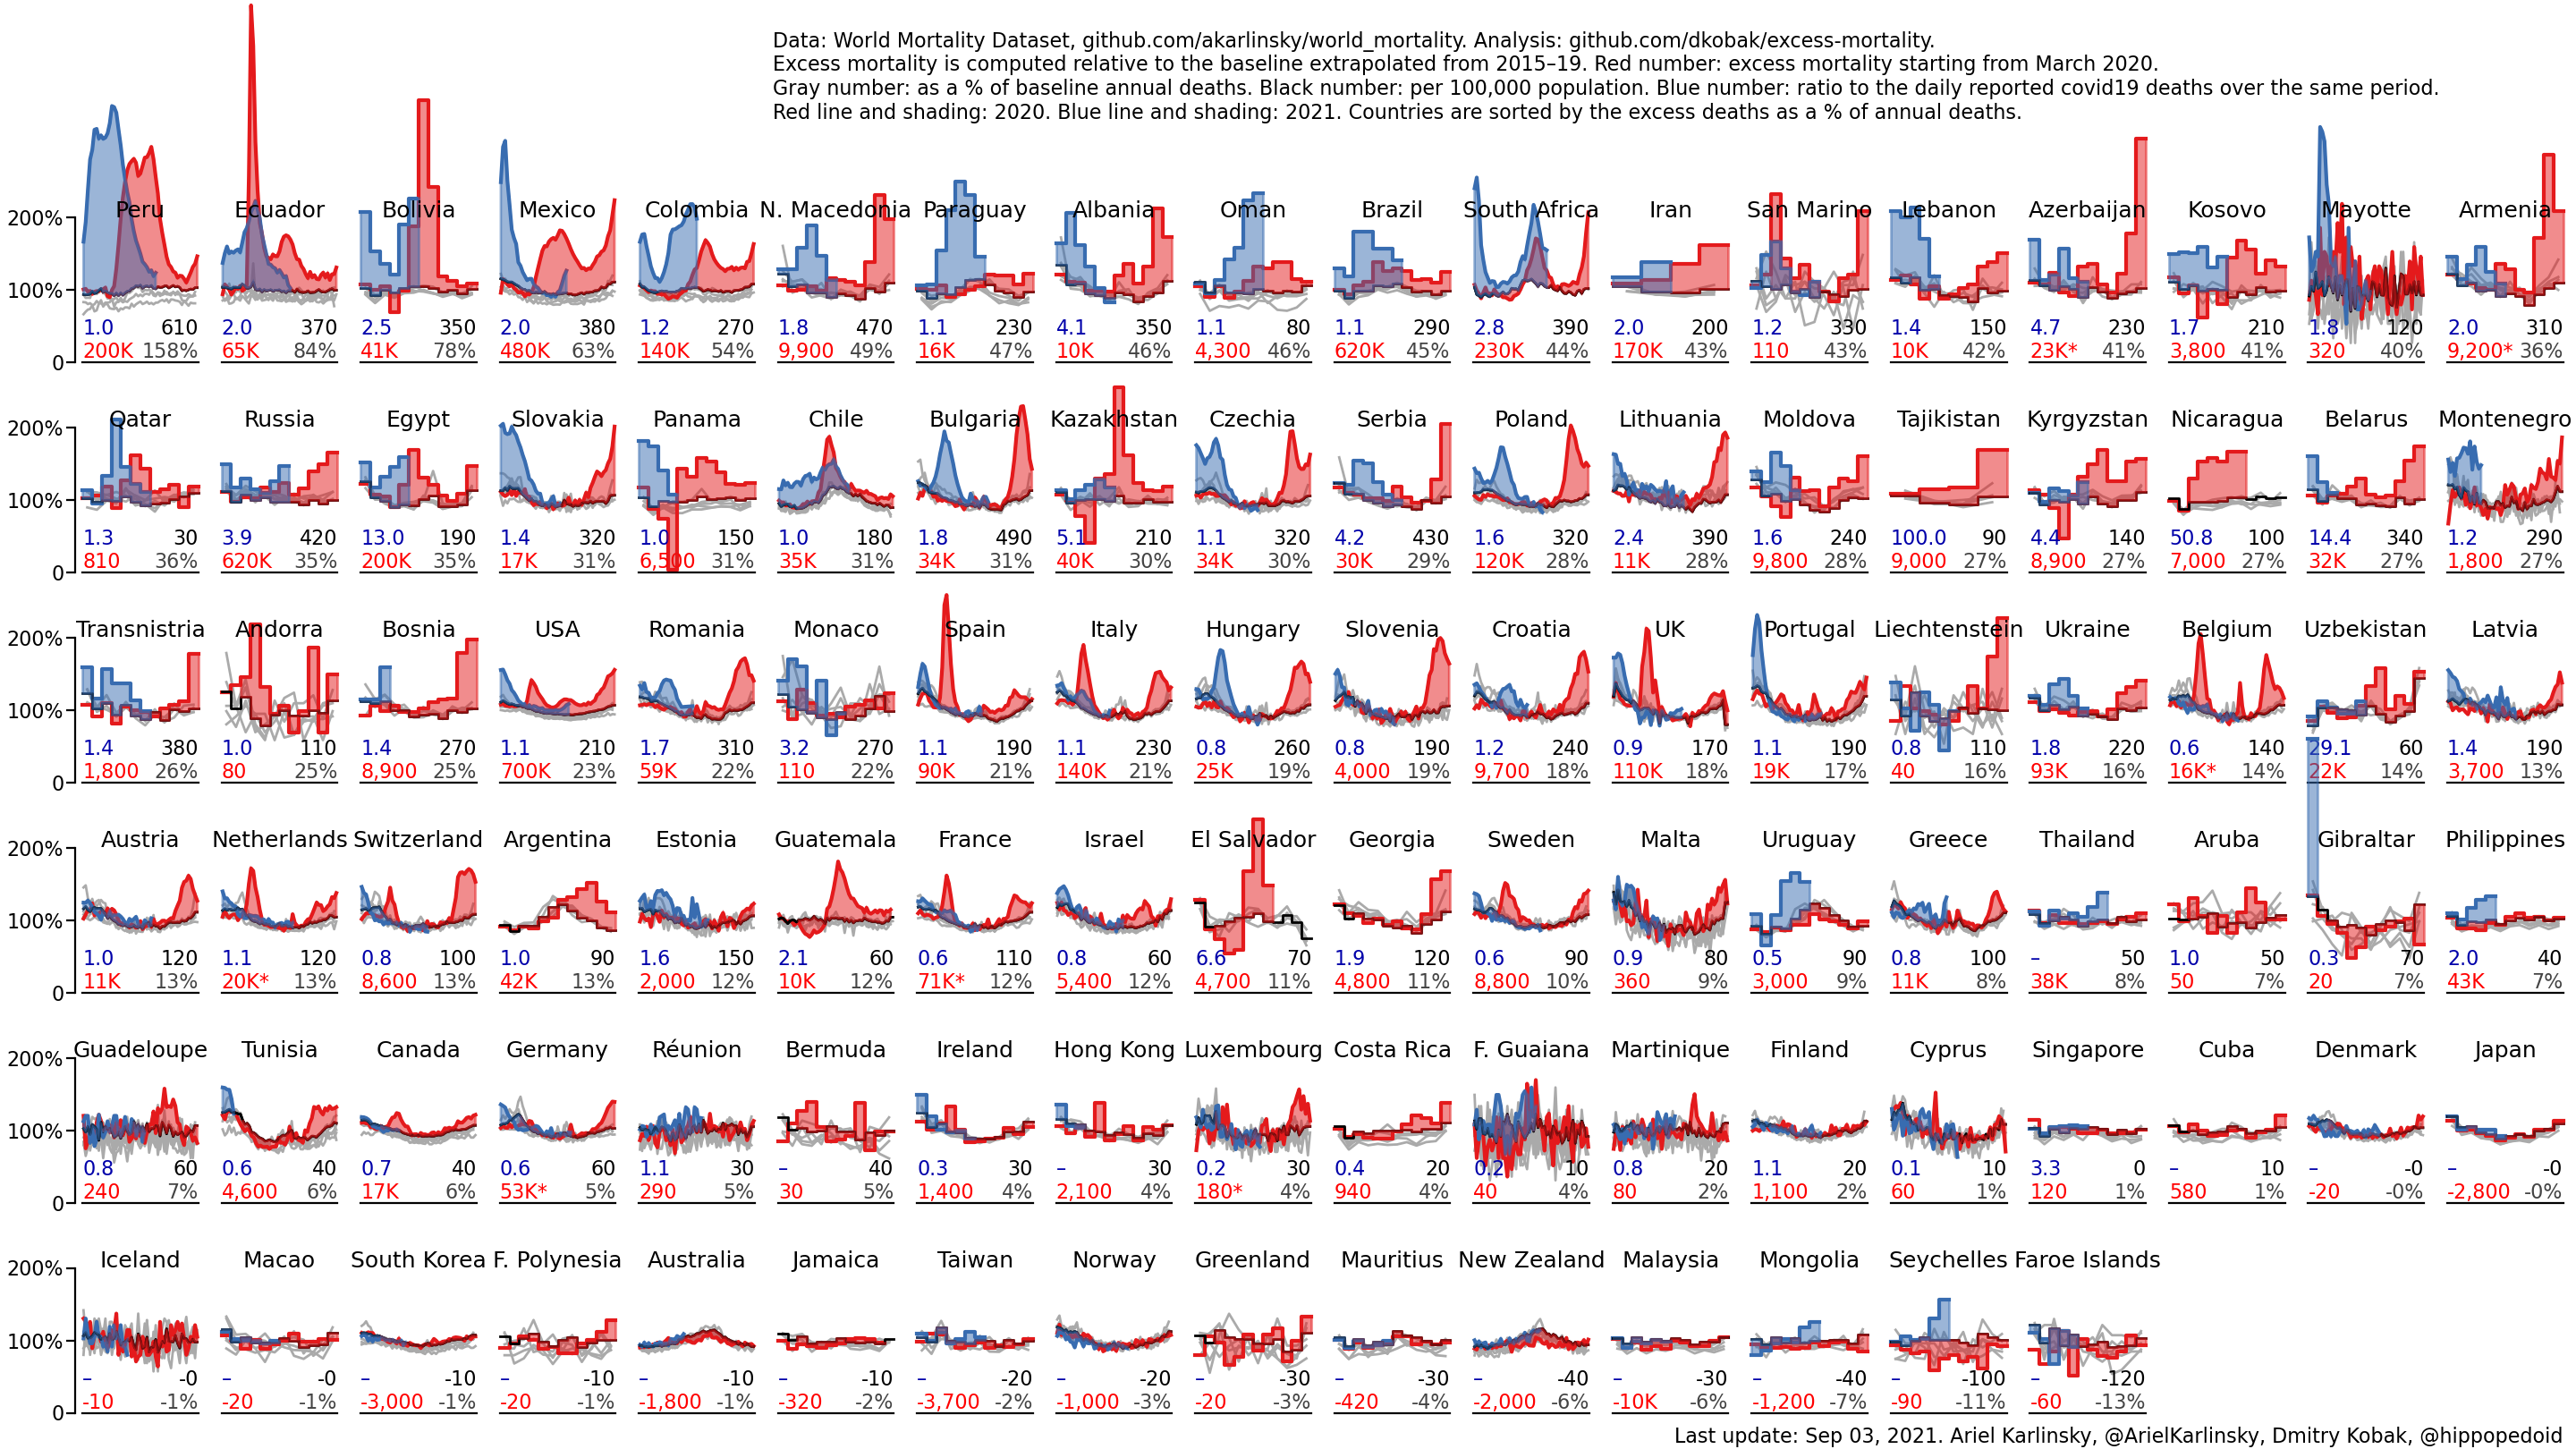 Data: World Mortality Dataset, github.com/akarlinsky/world_mortality. Analysis: github.com/dkobak/excess-mortality.
Excess mortality is computed relative to the baseline extrapolated from 2015–19. Red number: excess mortality starting from March 2020.
Gray number: as a % of baseline annual deaths. Black number: per 100,000 population. Blue number: ratio to the daily reported covid19 deaths over the same period.
Red line and shading: 2020. Blue line and shading: 2021. Countries are sorted by the excess deaths as a % of annual deaths.
200% Peru Ecuador Bolivia Mexico Colombia N. Macedonia Paraguay Albania Oman Brazil South Africa Iran San Marino Lebanon Azerbaijan Kosovo Mayotte Armenia
100%
1.0 610 2.0 370 2.5 350 2.0 380 1.2 270 1.8 470 1.1 230 4.1 350 1.1 80 1.1 290 2.8 390 2.0 200 1.2 330 1.4 150 4.7 230 1.7 210 1.8 120 2.0 310
200K 158% 65K 84% 41K 78% 480K 63% 140K 54% 9,900 49% 16K 47% 10K 46% 4,300 46% 620K 45% 230K 44% 170K 43% 110 43% 10K 42% 23K* 41% 3,800 41% 320 40% 9,200* 36%
0
200% Qatar Russia Egypt Slovakia Panama Chile Bulgaria Kazakhstan Czechia Serbia Poland Lithuania Moldova Tajikistan Kyrgyzstan Nicaragua Belarus Montenegro
100%
1.3 30 3.9 420 13.0 190 1.4 320 1.0 150 1.0 180 1.8 490 5.1 210 1.1 320 4.2 430 1.6 320 2.4 390 1.6 240 100.0 90 4.4 140 50.8 100 14.4 340 1.2 290
810 36% 620K 35% 200K 35% 17K 31% 6,500 31% 35K 31% 34K 31% 40K 30% 34K 30% 30K 29% 120K 28% 11K 28% 9,800 28% 9,000 27% 8,900 27% 7,000 27% 32K 27% 1,800 27%
0
200% Transnistria Andorra Bosnia USA Romania Monaco Spain Italy Hungary Slovenia Croatia UK Portugal Liechtenstein Ukraine Belgium Uzbekistan Latvia
100%
1.4 380 1.0 110 1.4 270 1.1 210 1.7 310 3.2 270 1.1 190 1.1 230 0.8 260 0.8 190 1.2 240 0.9 170 1.1 190 0.8 110 1.8 220 0.6 140 29.1 60 1.4 190
1,800 26% 80 25% 8,900 25% 700K 23% 59K 22% 110 22% 90K 21% 140K 21% 25K 19% 4,000 19% 9,700 18% 110K 18% 19K 17% 40 16% 93K 16% 16K* 14% 22K 14% 3,700 13%
0
200% Austria Netherlands Switzerland Argentina Estonia Guatemala France Israel El Salvador Georgia Sweden Malta Uruguay Greece Thailand Aruba Gibraltar Philippines
100%
1.0 120 1.1 120 0.8 100 1.0 90 1.6 150 2.1 60 0.6 110 0.8 60 6.6 70 1.9 120 0.6 90 0.9 80 0.5 90 0.8 100 – 50 1.0 50 0.3 70 2.0 40
11K 13% 20K* 13% 8,600 13% 42K 13% 2,000 12% 10K 12% 71K* 12% 5,400 12% 4,700 11% 4,800 11% 8,800 10% 360 9% 3,000 9% 11K 8% 38K 8% 50 7% 20 7% 43K 7%
0
200% Guadeloupe Tunisia Canada Germany Réunion Bermuda Ireland Hong Kong Luxembourg Costa Rica F. Guaiana Martinique Finland Cyprus Singapore Cuba Denmark Japan
100%
0.8 60 0.6 40 0.7 40 0.6 60 1.1 30 – 40 0.3 30 – 30 0.2 30 0.4 20 0.2 10 0.8 20 1.1 20 0.1 10 3.3 0 – 10 – -0 – -0
240 7% 4,600 6% 17K 6% 53K* 5% 290 5% 30 5% 1,400 4% 2,100 4% 180* 4% 940 4% 40 4% 80 2% 1,100 2% 60 1% 120 1% 580 1% -20 -0% -2,800 -0%
0
200% Iceland Macao South Korea F. Polynesia Australia Jamaica Taiwan Norway Greenland Mauritius New Zealand Malaysia Mongolia Seychelles Faroe Islands
100%
– -0 – -0 – -10 – -10 – -10 – -10 – -20 – -20 – -30 – -30 – -40 – -30 – -40 – -100 – -120
-10 -1% -20 -1% -3,000 -1% -20 -1% -1,800 -1% -320 -2% -3,700 -2% -1,000 -3% -20 -3% -420 -4% -2,000 -6% -10K -6% -1,200 -7% -90 -11% -60 -13%
0
Last update: Sep 03, 2021. Ariel Karlinsky, @ArielKarlinsky, Dmitry Kobak, @hippopedoid